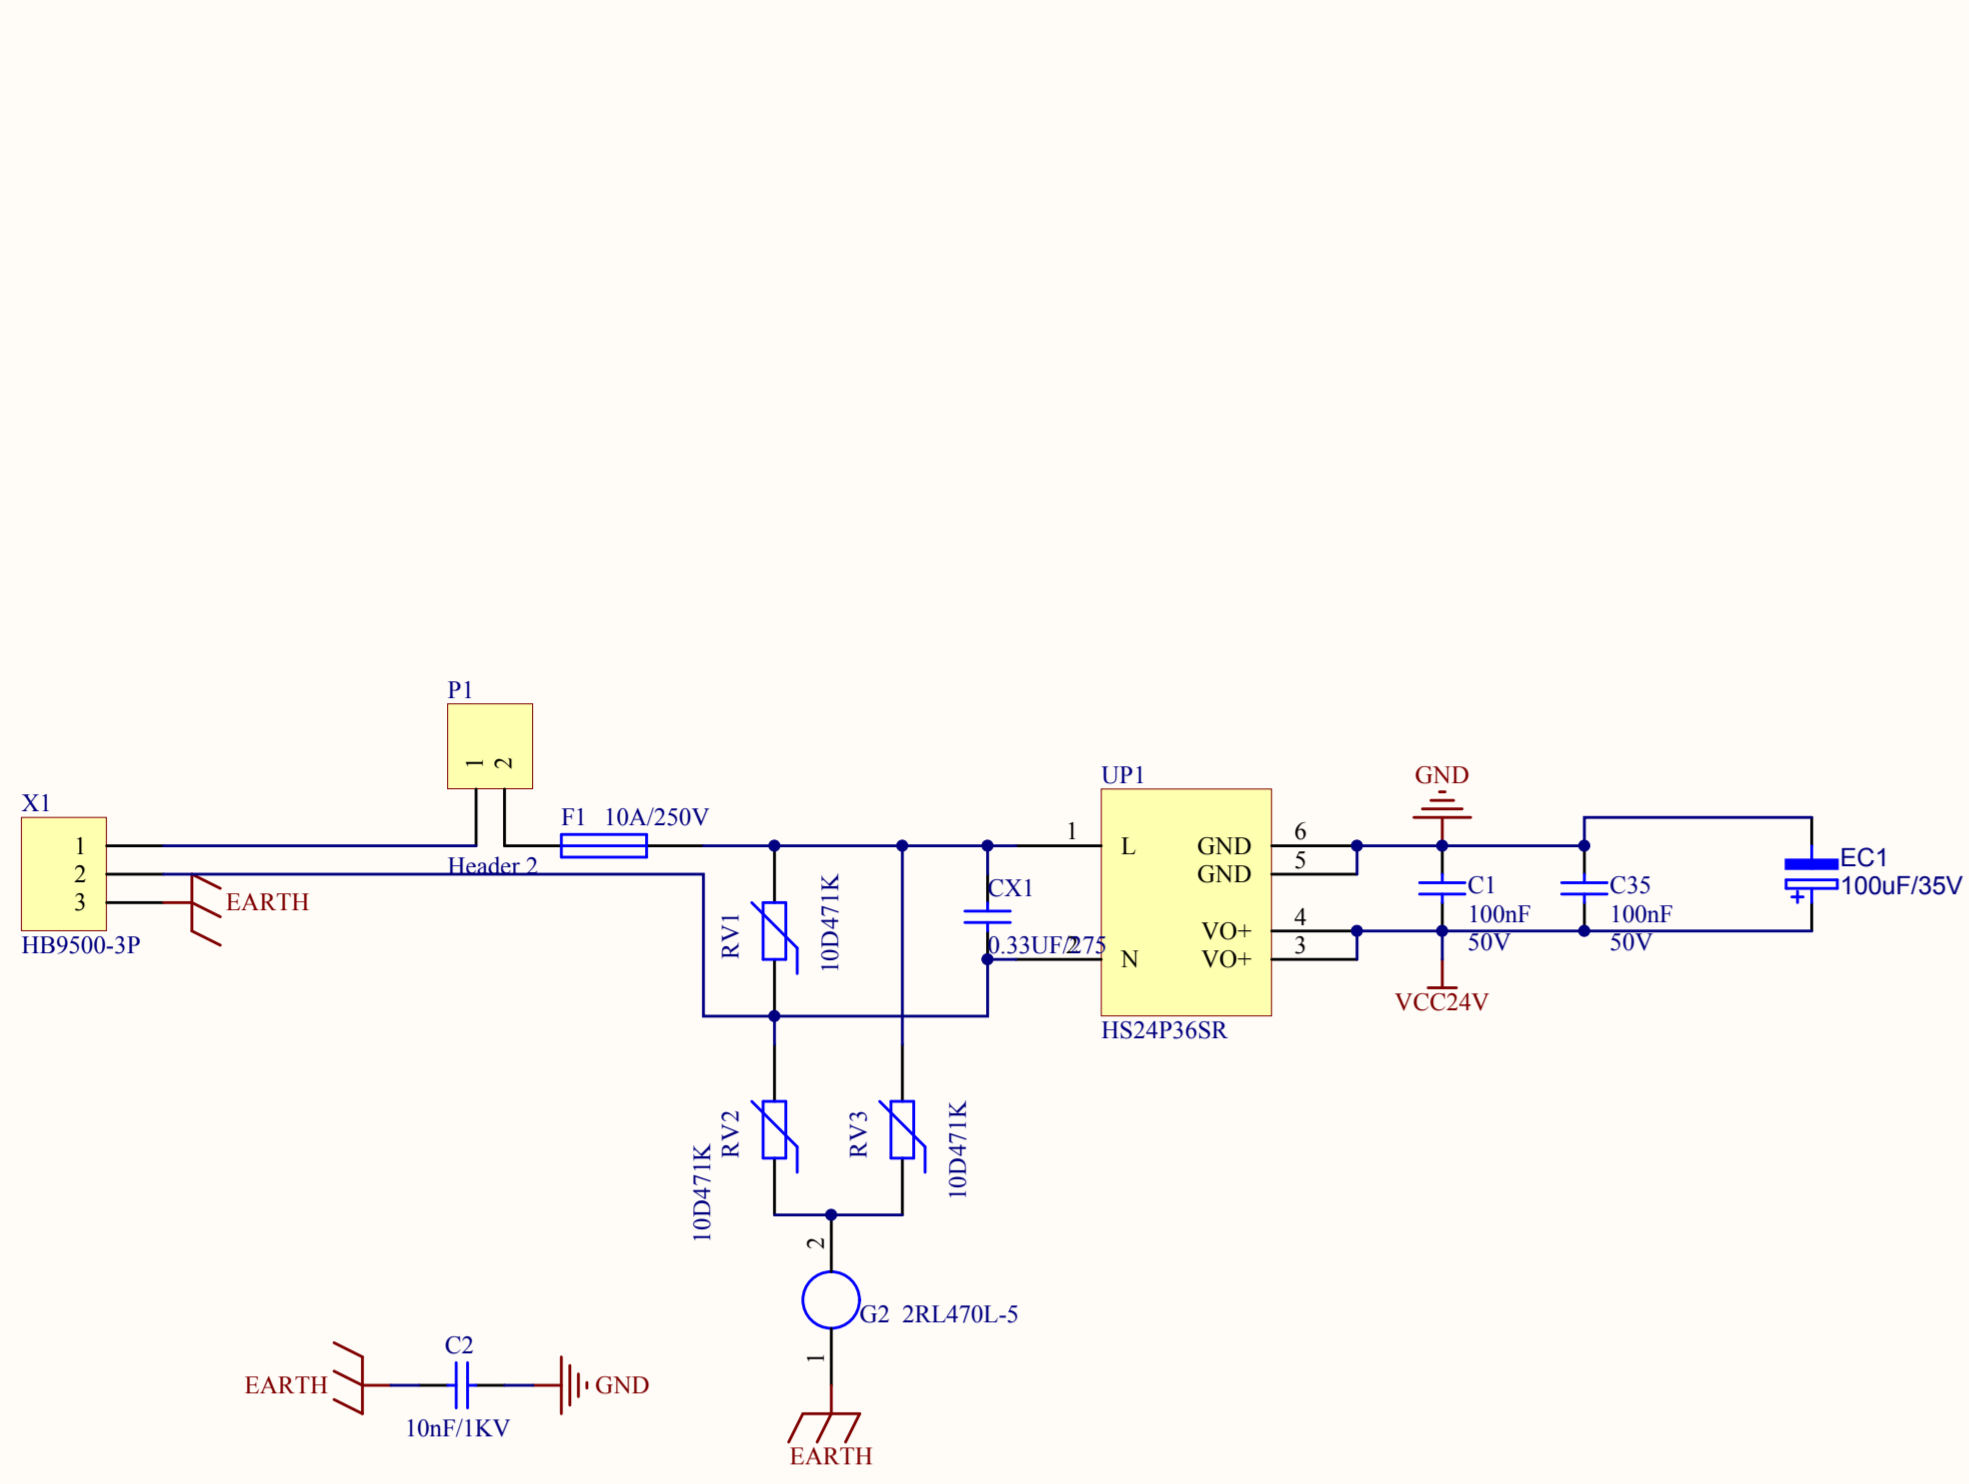 P1
1
2
Header 2
X1
1
2
3
HB9500-3P
EARTH
F1 10A/250V
RV1
10D471K
CX1
0.33UF/275
UP1
1
L
2
N
GND
6
GND
5
VO+
4
VO+
3
HS24P36SR
GND
C1
100nF
50V
VCC24V
C35
100nF
50V
EC1
100uF/35V
+
RV2
10D471K
RV3
10D471K
2
G2 2RL470L-5
1
EARTH
C2
EARTH
GND
10nF/1KV